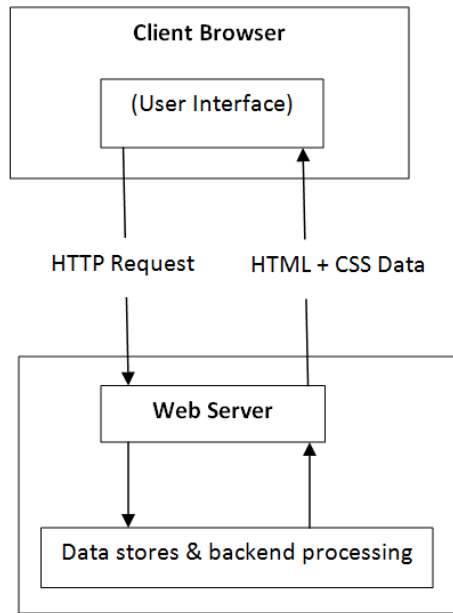 Client Browser
(User Interface)
HTTP Request
HTML + CSS Data
Web Server
Data stores & backend processing